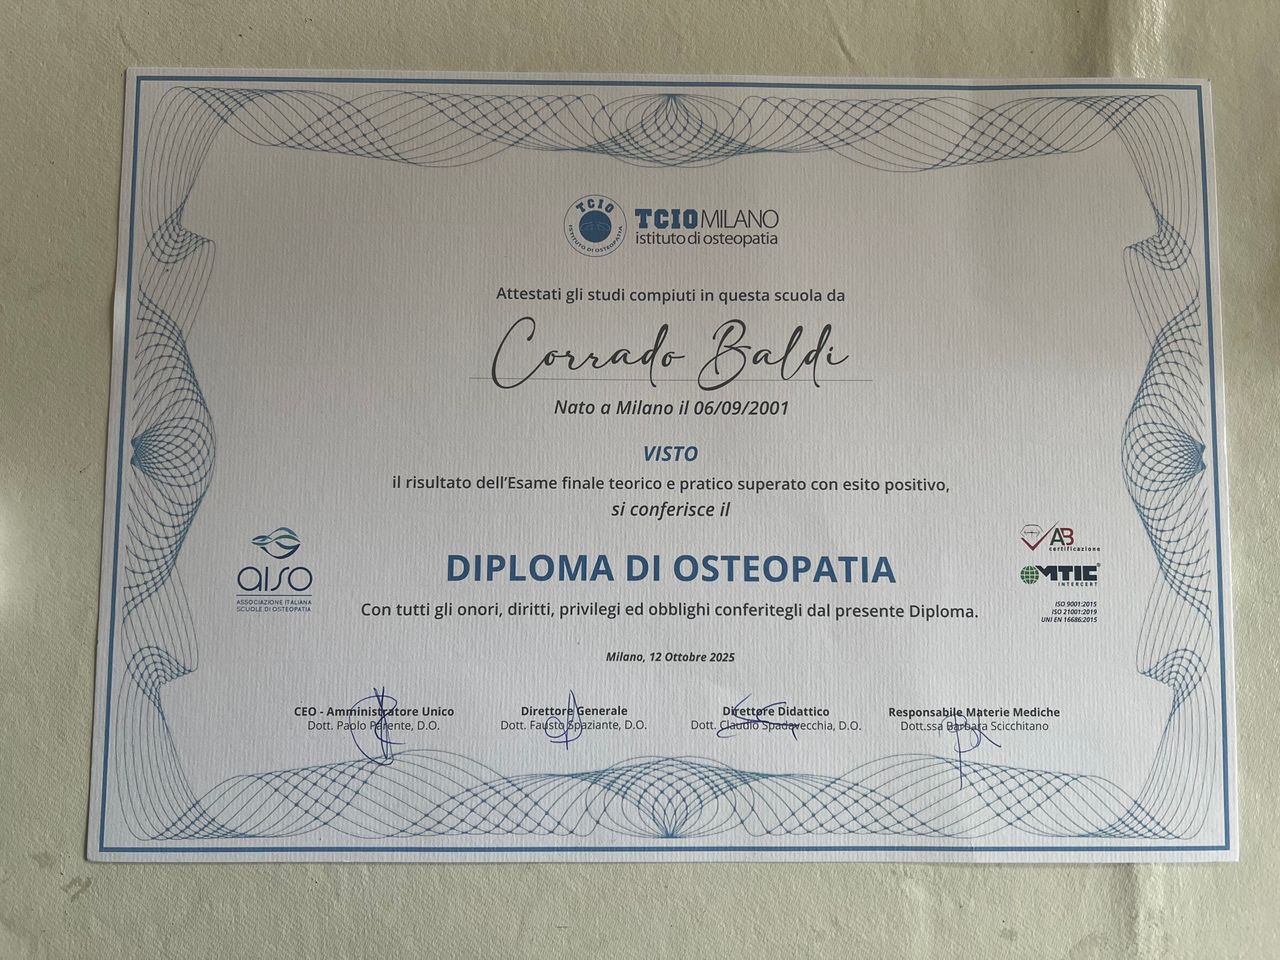 TCIO
ISTITUTO DI OSTEOPATIA
TCIO MILANO
istituto di osteopatia
Attestati gli studi compiuti in questa scuola da
Corrado Baldi
Nato a Milano il 06/09/2001
VISTO
il risultato dell'Esame finale teorico e pratico superato con esito positivo,
si conferisce il
DIPLOMA DI OSTEOPATIA
Con tutti gli onori, diritti, privilegi ed obblighi conferitegli dal presente Diploma.
aiso
ASSOCIAZIONE ITALIANA
SCUOLE DI OSTEOPATIA
AB
certificazione
MTIC®
INTERCERT
ISO 9001:2015
ISO 21001:2019
UNI EN 16686:2015
Milano, 12 Ottobre 2025
CEO - Amministratore Unico
Dott. Paolo Parente, D.O.
Direttore Generale
Dott. Fausto Spaziante, D.O.
Direttore Didattico
Dott. Claudio Spadavecchia, D.O.
Responsabile Materie Mediche
Dott.ssa Barbara Scicchitano